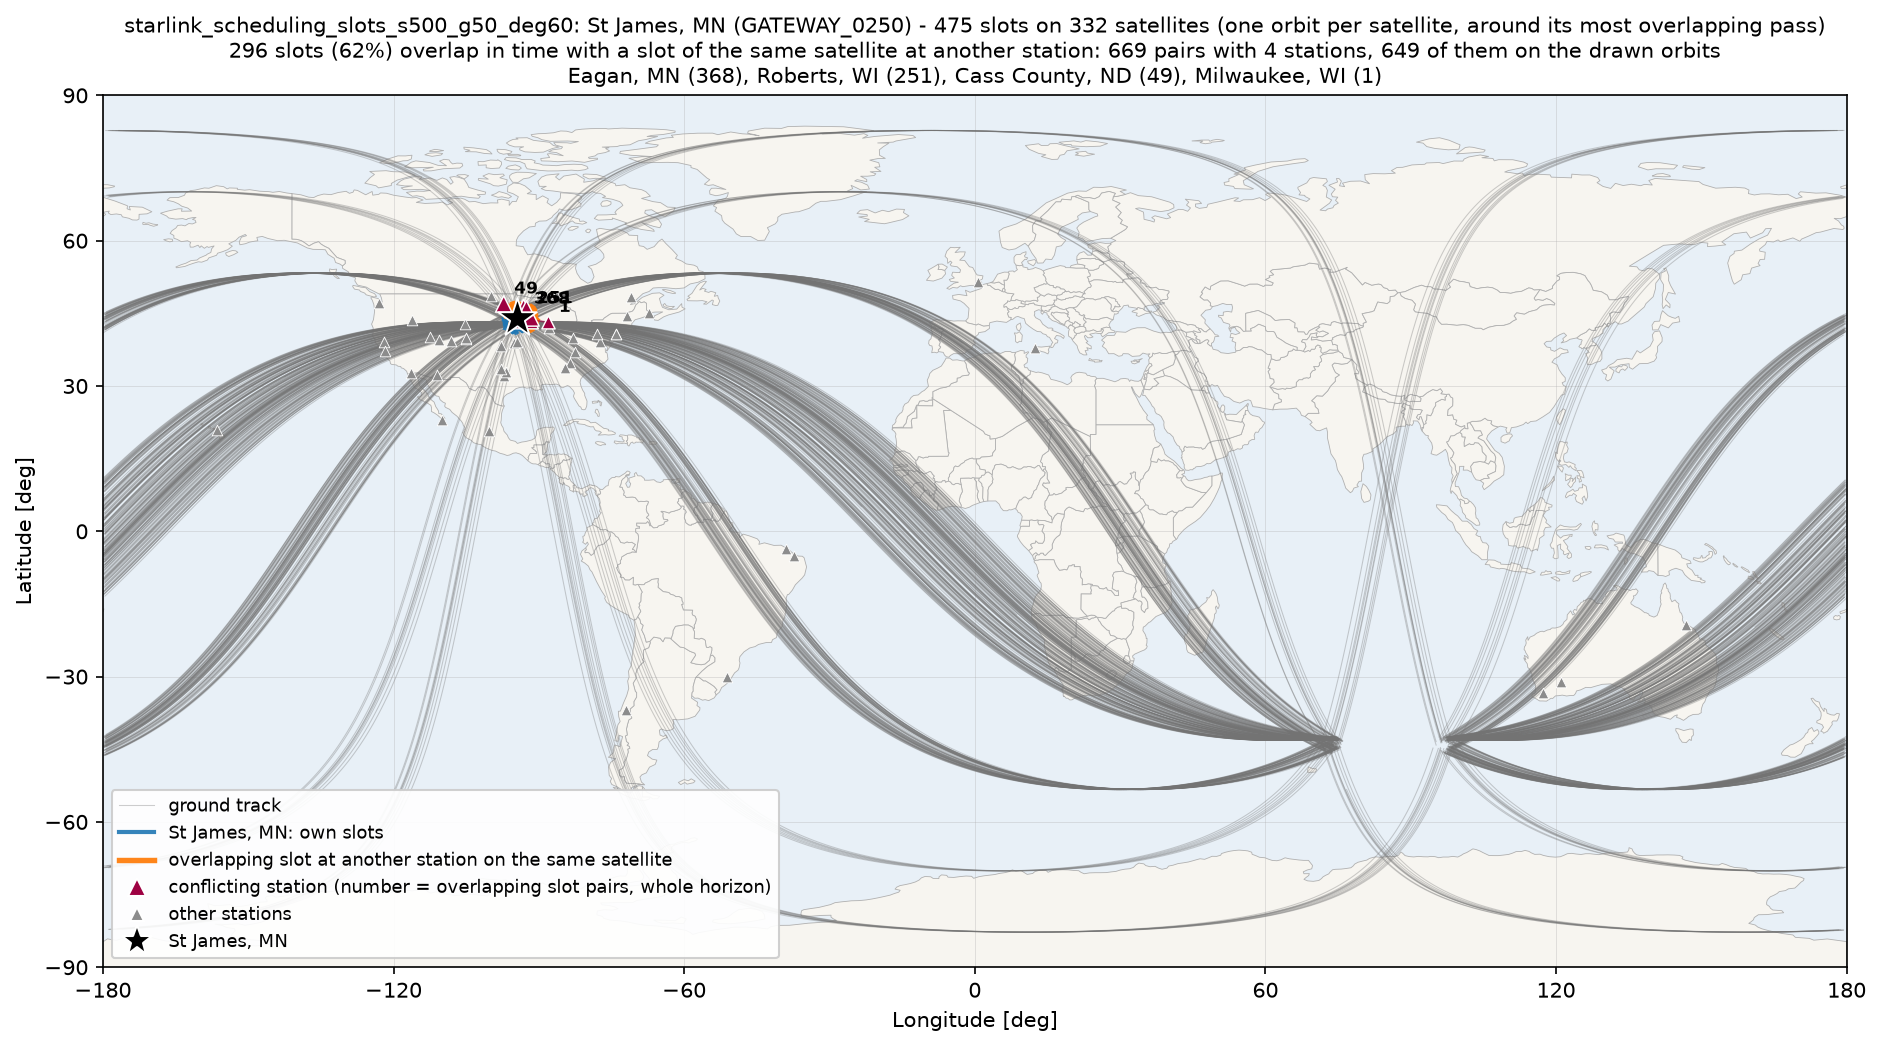 starlink_scheduling_slots_s500_g50_deg60: St James, MN (GATEWAY_0250) - 475 slots on 332 satellites (one orbit per satellite, around its most overlapping pass)
296 slots (62%) overlap in time with a slot of the same satellite at another station: 669 pairs with 4 stations, 649 of them on the drawn orbits
Eagan, MN (368), Roberts, WI (251), Cass County, ND (49), Milwaukee, WI (1)
90
60
30
0
−30
−60
−90
Latitude [deg]
49
1
ground track
St James, MN: own slots
overlapping slot at another station on the same satellite
conflicting station (number = overlapping slot pairs, whole horizon)
other stations
St James, MN
−180
−120
−60
0
60
120
180
Longitude [deg]